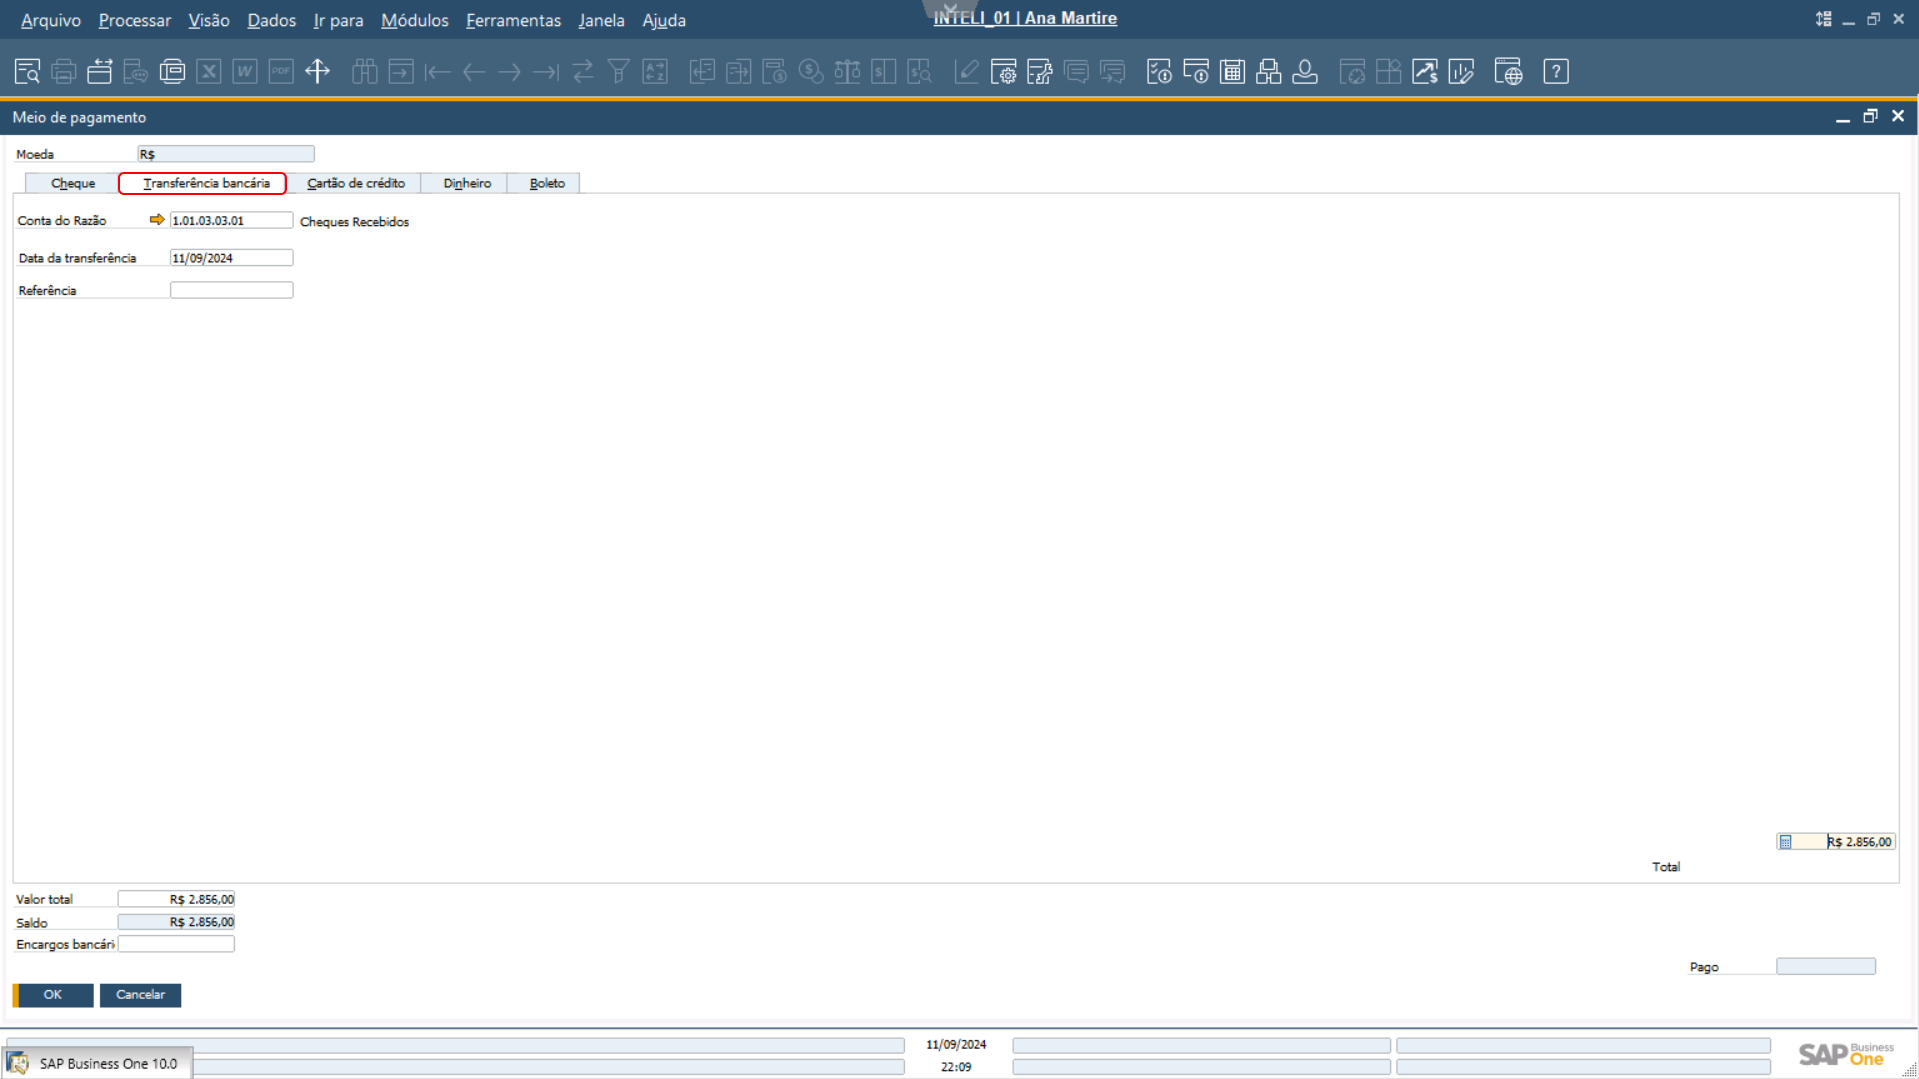 Arquivo Processar Visão Dados Ir para Módulos Ferramentas Janela Ajuda
INTELI_01 | Ana Martire
Meio de pagamento
Moeda R$
Cheque Transferência bancária Cartão de crédito Dinheiro Boleto
Conta do Razão 1.01.03.03.01 Cheques Recebidos
Data da transferência 11/09/2024
Referência
R$ 2.856,00
Total
Valor total R$ 2.856,00
Saldo R$ 2.856,00
Encargos bancári
Pago
OK Cancelar
11/09/2024
22:09
SAP Business One 10.0
SAP Business One